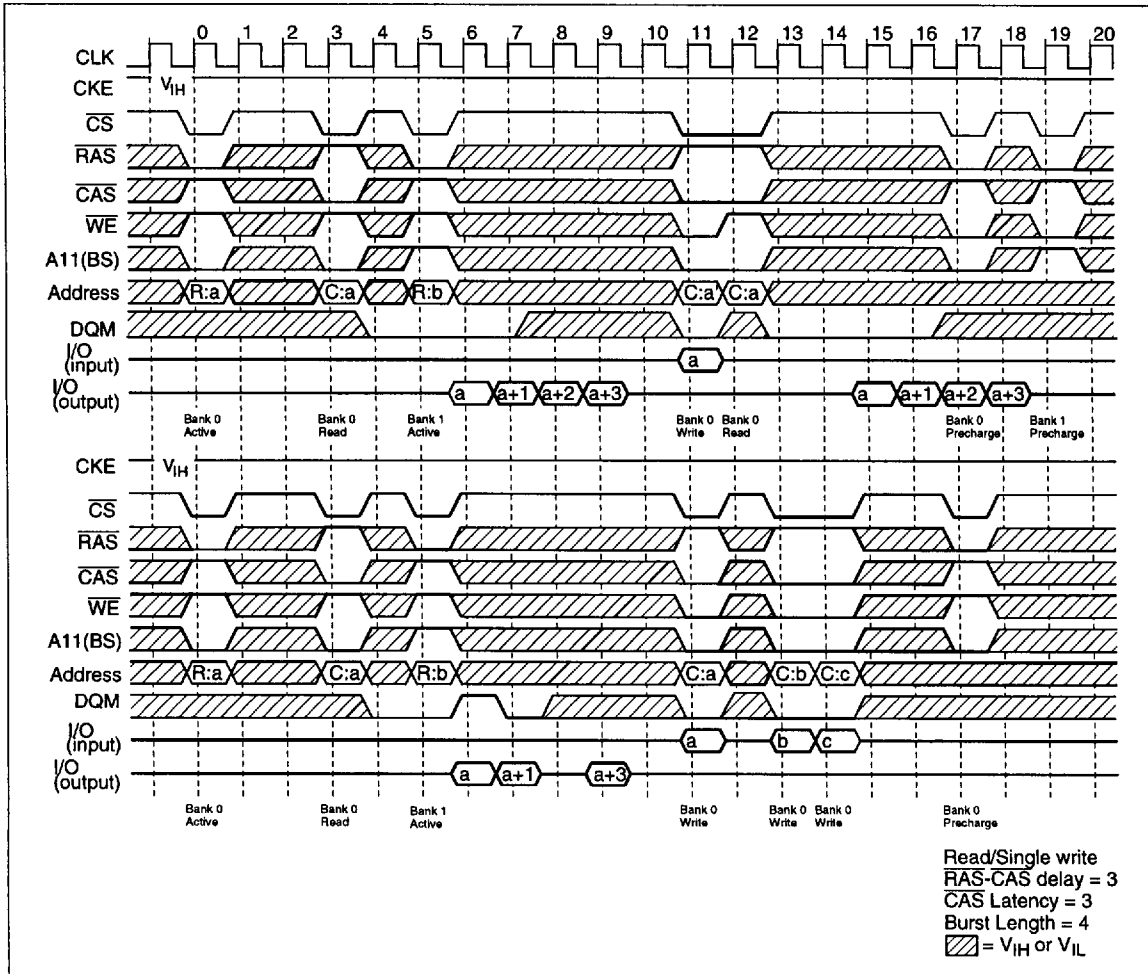 0 1 2 3 4 5 6 7 8 9 10 11 12 13 14 15 16 17 18 19 20
CLK
CKE VIH
CS
RAS
CAS
WE
A11(BS)
Address R:a C:a R:b C:a' C:a
DQM
I/O
(input) a
I/O
(output) a a+1 a+2 a+3 a a+1 a+2 a+3
Bank 0 Active Bank 0 Read Bank 1 Active Bank 0 Write Bank 0 Read Bank 0 Precharge Bank 1 Precharge
CKE VIH
CS
RAS
CAS
WE
A11(BS)
Address R:a C:a R:b C:a C:b C:c
DQM
I/O
(input) a b c
I/O
(output) a a+1 a+3
Bank 0 Active Bank 0 Read Bank 1 Active Bank 0 Write Bank 0 Write Bank 0 Write Bank 0 Precharge
Read/Single write
RAS-CAS delay = 3
CAS Latency = 3
Burst Length = 4
= VIH or VIL